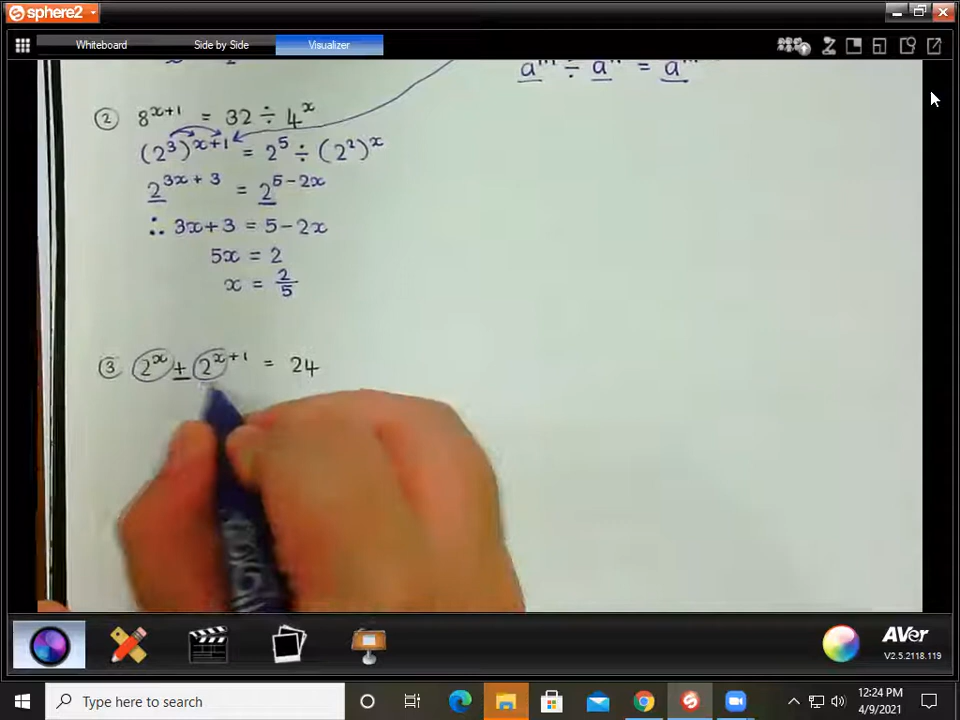 sphere2
Whiteboard Side by Side Visualizer
aᵐ ÷ aⁿ = aᵐ
② 8ˣ⁺¹ = 32 ÷ 4ˣ
(2³)ˣ⁺¹ = 2⁵ ÷ (2²)ˣ
2³ˣ⁺³ = 2⁵⁻²ˣ
∴ 3x+3 = 5-2x
5x = 2
x = 2/5
③ 2ˣ + 2ˣ⁺¹ = 24
AVer
V2.5.2118.119
Type here to search
12:24 PM
4/9/2021